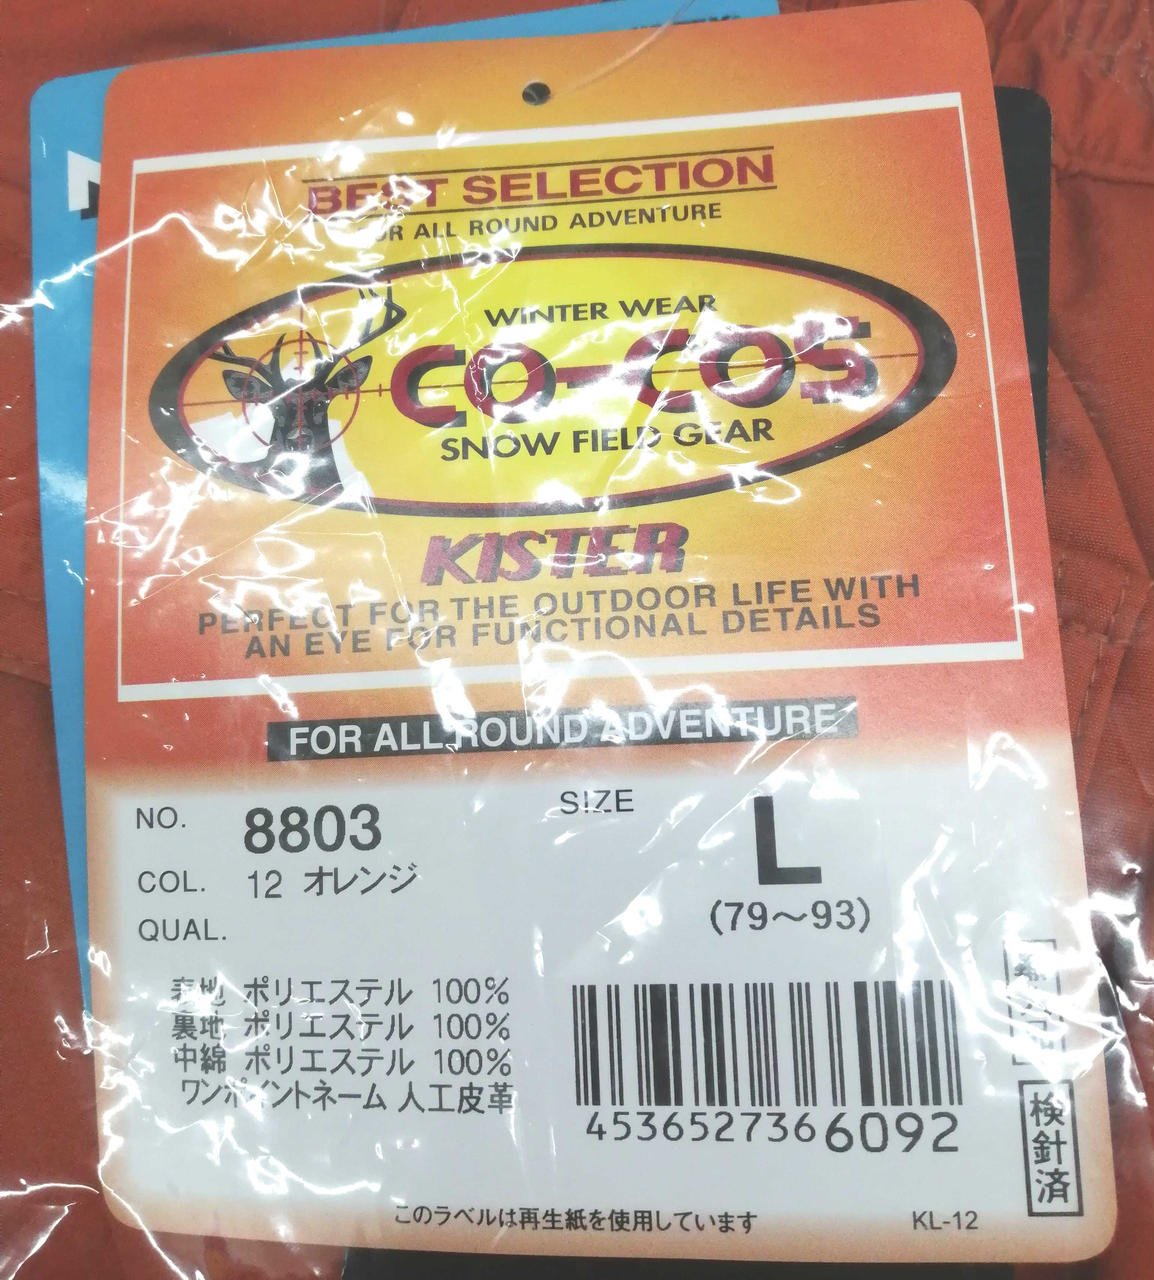 BEST SELECTION
FOR ALL ROUND ADVENTURE
WINTER WEAR
CO-COS
SNOW FIELD GEAR
KISTER
PERFECT FOR THE OUTDOOR LIFE WITH
AN EYE FOR FUNCTIONAL DETAILS
FOR ALL ROUND ADVENTURE
NO. 8803
SIZE L
COL. 12 オレンジ
(79〜93)
QUAL.
表地 ポリエステル 100%
裏地 ポリエステル 100%
中綿 ポリエステル 100%
ワンポイントネーム 人工皮革
4536527366092
検針済
このラベルは再生紙を使用しています
KL-12